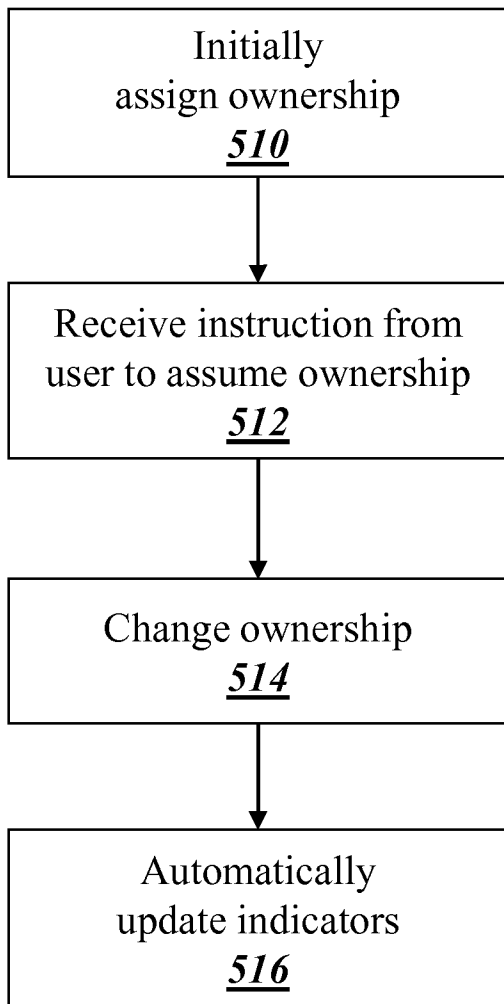 Initially
assign ownership
510
Receive instruction from
user to assume ownership
512
Change ownership
514
Automatically
update indicators
516